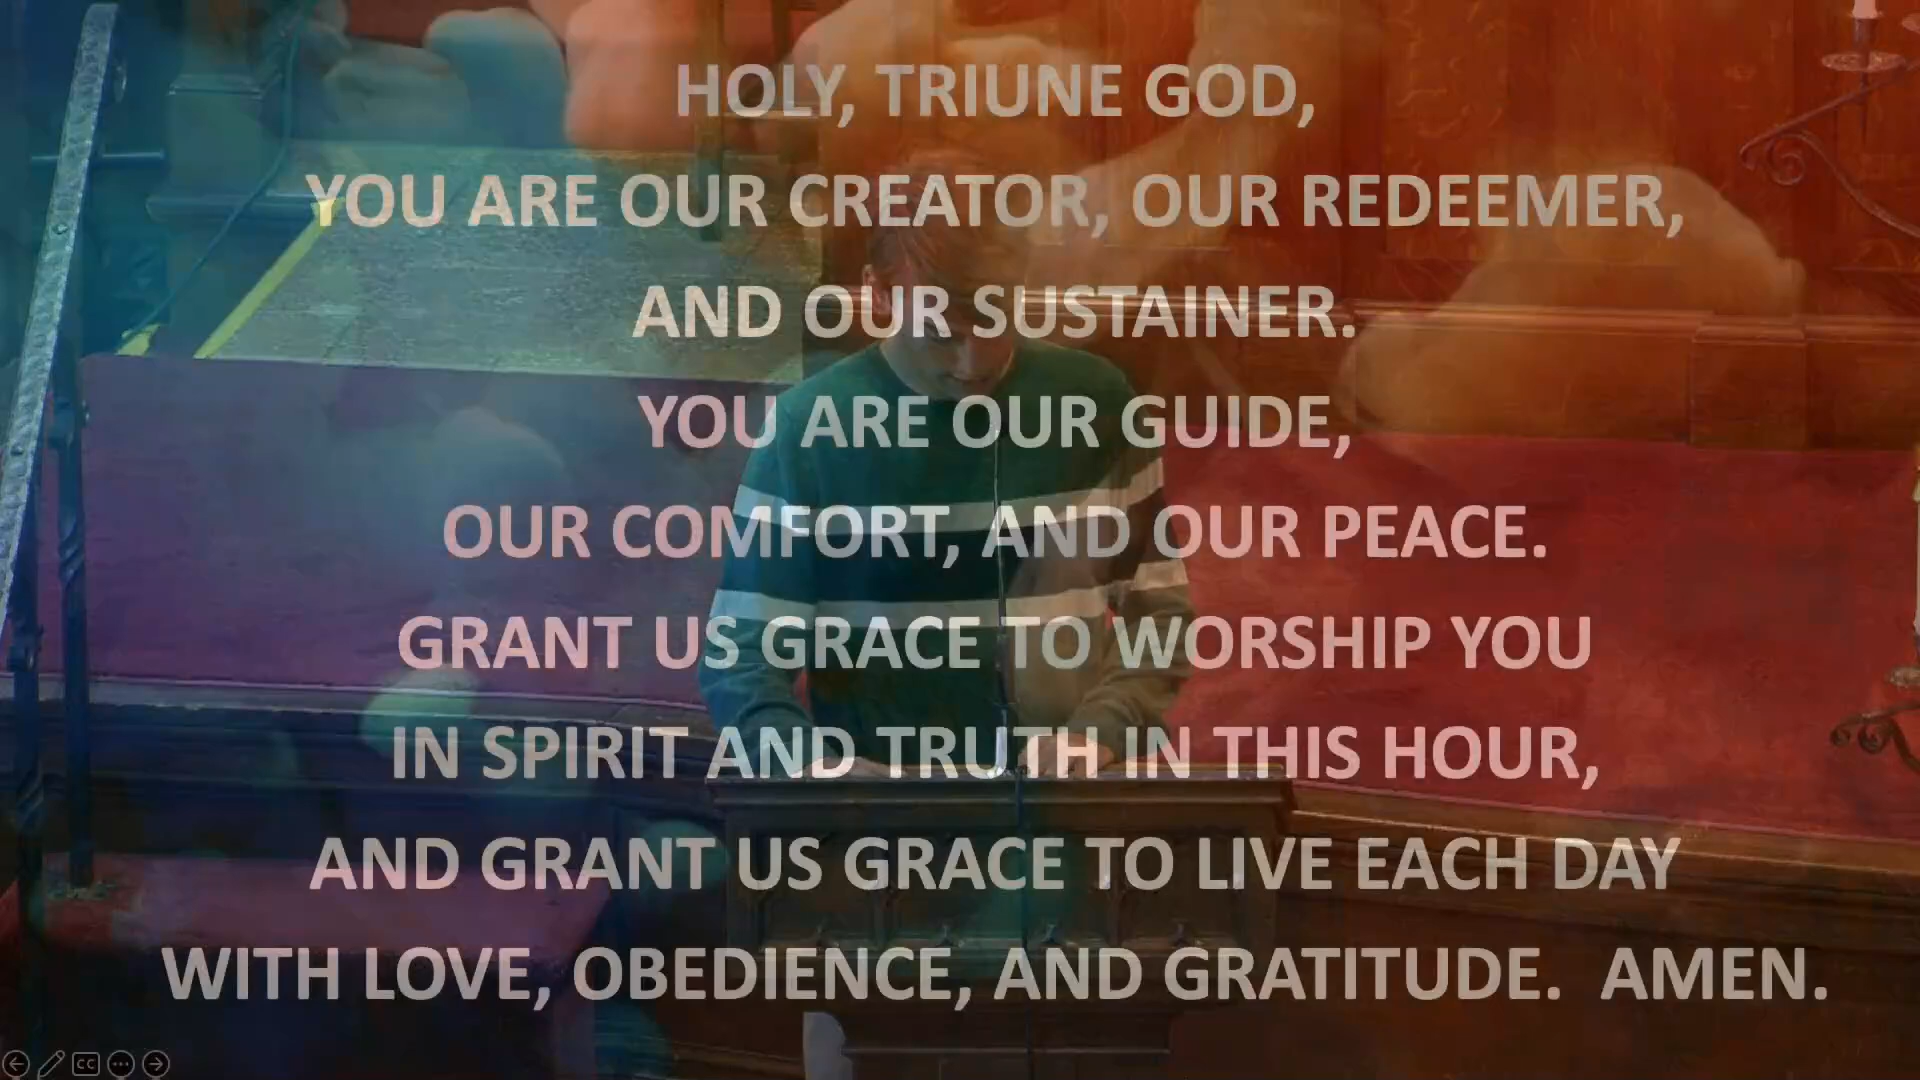 HOLY, TRIUNE GOD,
YOU ARE OUR CREATOR, OUR REDEEMER,
AND OUR SUSTAINER.
YOU ARE OUR GUIDE,
OUR COMFORT, AND OUR PEACE.
GRANT US GRACE TO WORSHIP YOU
IN SPIRIT AND TRUTH IN THIS HOUR,
AND GRANT US GRACE TO LIVE EACH DAY
WITH LOVE, OBEDIENCE, AND GRATITUDE.  AMEN.
CC